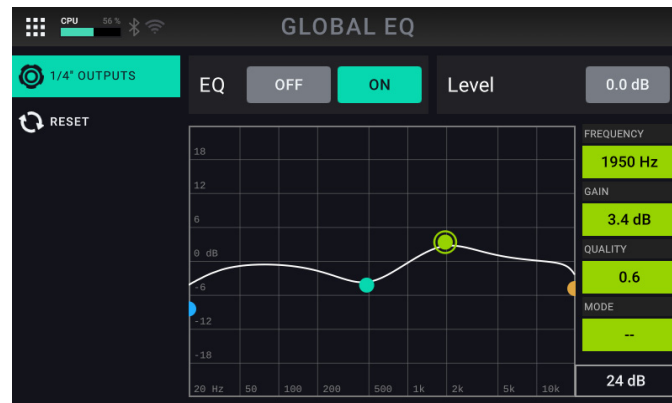 CPU 56 % GLOBAL EQ
1/4" OUTPUTS
RESET
EQ OFF ON Level 0.0 dB
FREQUENCY
1950 Hz
GAIN
3.4 dB
QUALITY
0.6
MODE
--
24 dB
18
12
6
0 dB
-6
-12
-18
20 Hz 50 100 200 500 1k 2k 5k 10k